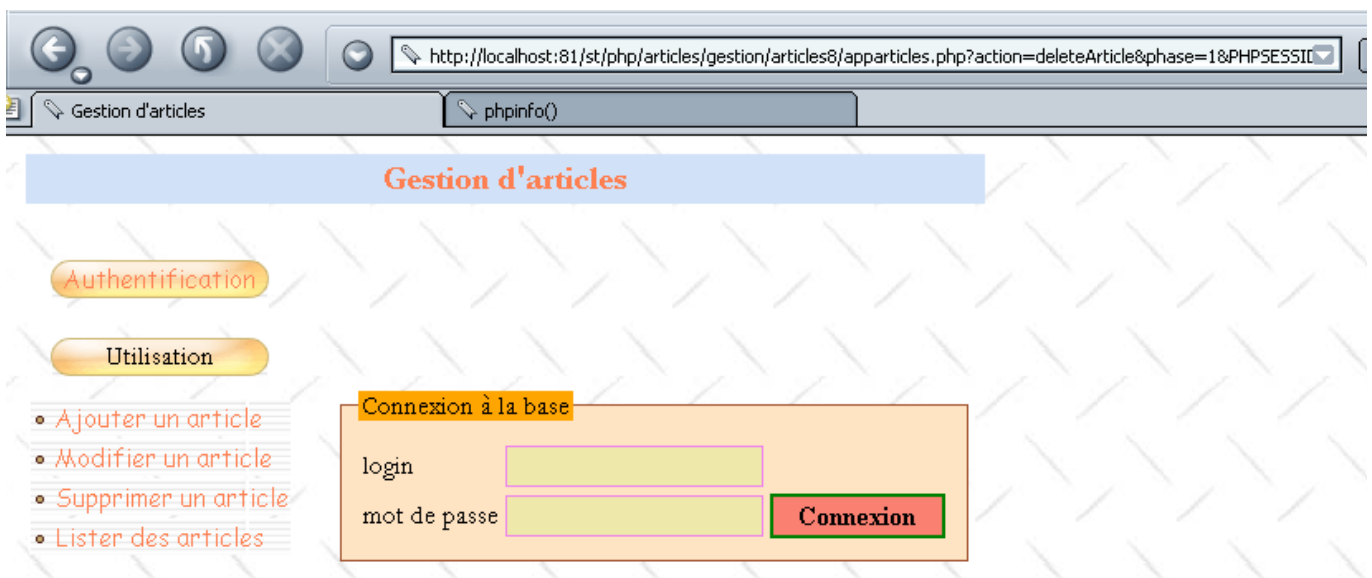 http://localhost:81/st/php/articles/gestion/articles8/apparticles.php?action=deleteArticle&phase=1&PHPSESSID
Gestion d'articles
phpinfo()
Gestion d'articles
Authentification
Utilisation
Ajouter un article
Modifier un article
Supprimer un article
Lister des articles
Connexion à la base
login
mot de passe
Connexion